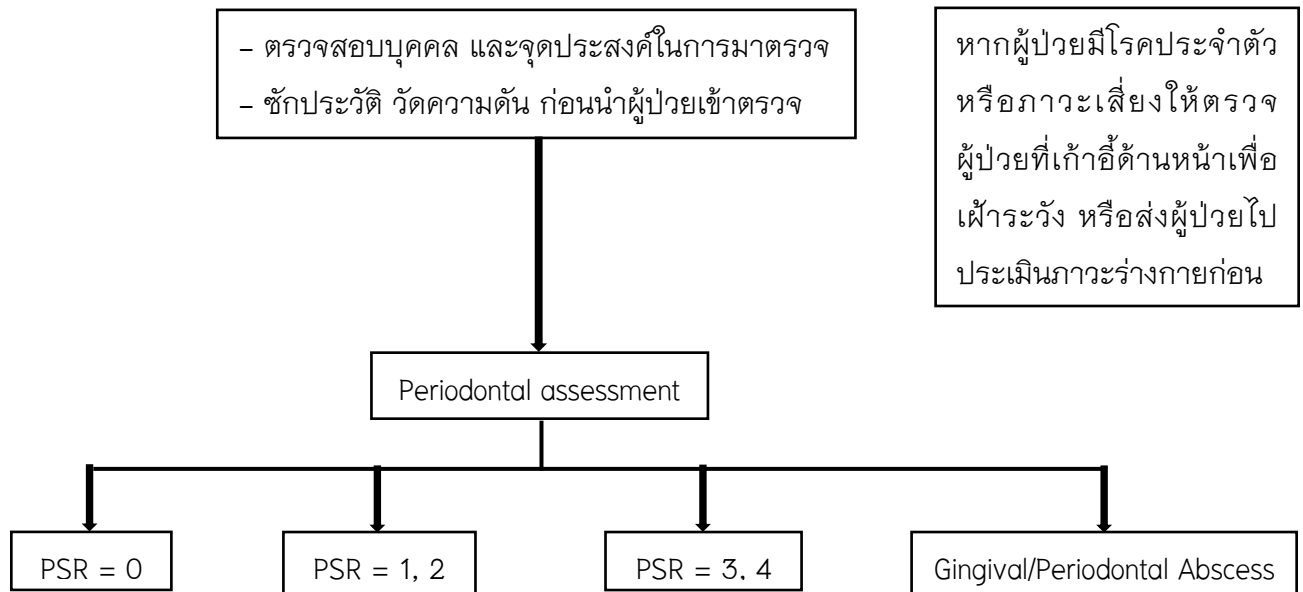 – ตรวจสอบบุคคล และจุดประสงค์ในการมาตรวจ
– ซักประวัติ วัดความดัน ก่อนนำผู้ป่วยเข้าตรวจ
หากผู้ป่วยมีโรคประจำตัว
หรือภาวะเสี่ยงให้ตรวจ
ผู้ป่วยที่เก้าอี้ด้านหน้าเพื่อ
เฝ้าระวัง หรือส่งผู้ป่วยไป
ประเมินภาวะร่างกายก่อน
Periodontal assessment
PSR = 0
PSR = 1, 2
PSR = 3, 4
Gingival/Periodontal Abscess